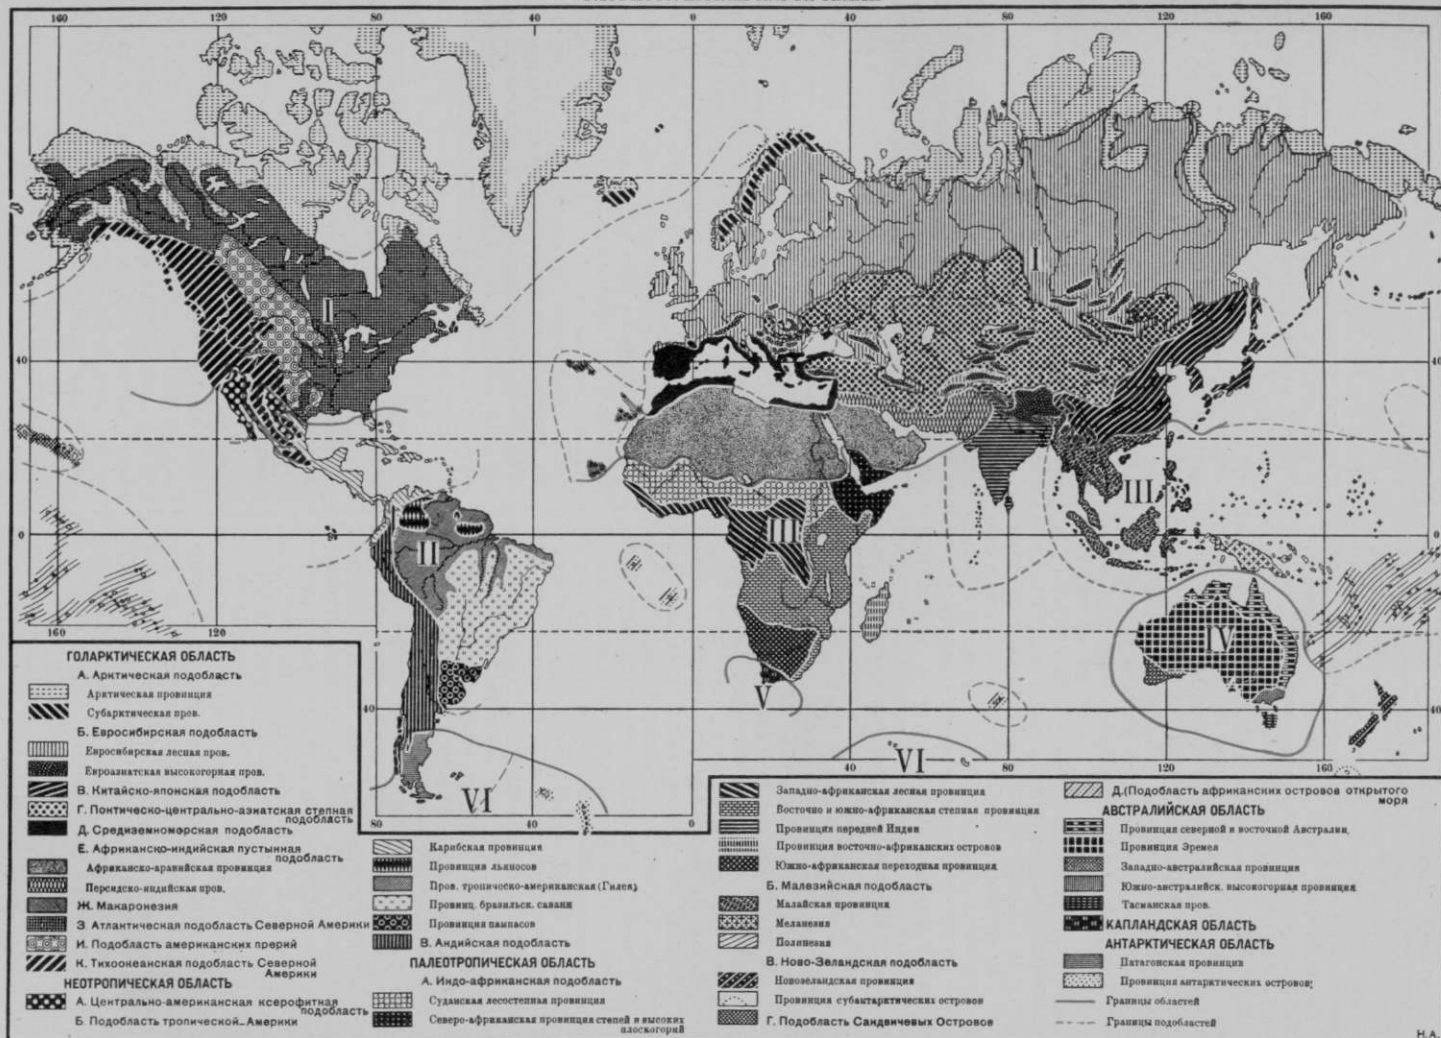 160
120
80
40
0
40
80
120
160
I
I
40
40
II
III
III
IV
V
VI
VI
0
0
160
120
40
40
40
80
120
160
80
40
0
ГОЛАРКТИЧЕСКАЯ ОБЛАСТЬ
А. Арктическая подобласть
Арктическая провинция
Субарктическая пров.
Б. Евросибирская подобласть
Евросибирская лесная пров.
Евроазиатская высокогорная пров.
В. Китайско-японская подобласть
Г. Понтическо-центрально-азиатская степная
подобласть
Д. Средиземноморская подобласть
Е. Африканско-индийская пустынная
подобласть
Африканско-аравийская провинция
Персидско-индийская пров.
Ж. Макаронезия
З. Атлантическая подобласть Северной Америки
И. Подобласть американских прерий
К. Тихоокеанская подобласть Северной
Америки
НЕОТРОПИЧЕСКАЯ ОБЛАСТЬ
А. Центрально-американская ксерофитная
подобласть
Б Подобласть тропической Америки
Карибская провинция
Провинция льяносов
Пров. тропическо-американская (Гилея)
Провинц. бразильск. саванн
Провинция пампасов
В. Андийская подобласть
ПАЛЕОТРОПИЧЕСКАЯ ОБЛАСТЬ
А. Индо-африканская подобласть
Суданская лесостепная провинция
Северо-африканская провинция степей и высоких
плоскогорий
Западно-африканская лесная провинция
Восточно и южно-африканская степная провинция
Провинция передней Индии
Провинция восточно-африканских островов
Южно-африканская переходная провинция
Б. Малезийская подобласть
Малайская провинция
Меланезия
Полинезия
В. Ново-Зеландская подобласть
Новозеландская провинция
Провинция субантарктических островов
Г. Подобласть Сандвичевых Островов
Д.(Подобласть африканских островов открытого
моря
АВСТРАЛИЙСКАЯ ОБЛАСТЬ
Провинция северной и восточной Австралии,
Провинция Эремея
Западно-австралийская провинция
Южно-австралийск. высокогорная провинция
Тасманская пров.
КАПЛАНДСКАЯ ОБЛАСТЬ
АНТАРКТИЧЕСКАЯ ОБЛАСТЬ
Патагонская провинция
Провинция антарктических островов;
Границы областей
Границы подобластей
Н.А.